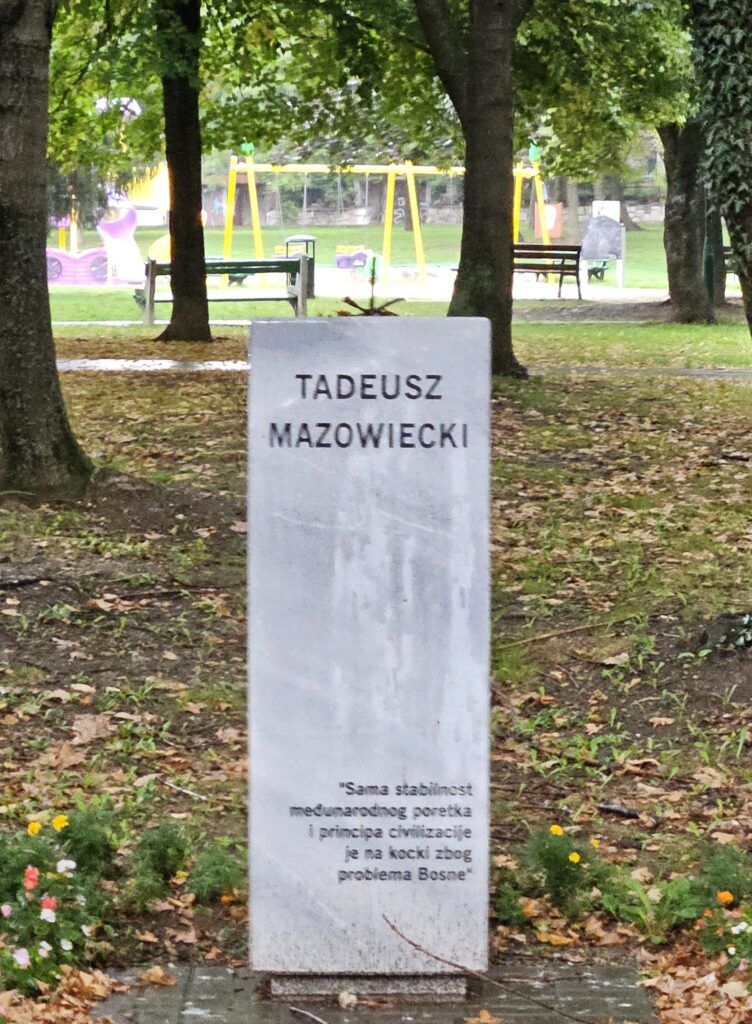 TADEUSZ
MAZOWIECKI
"Sama stabilnost
međunarodnog poretka
i principa civilizacije
je na kocki zbog
problema Bosne"